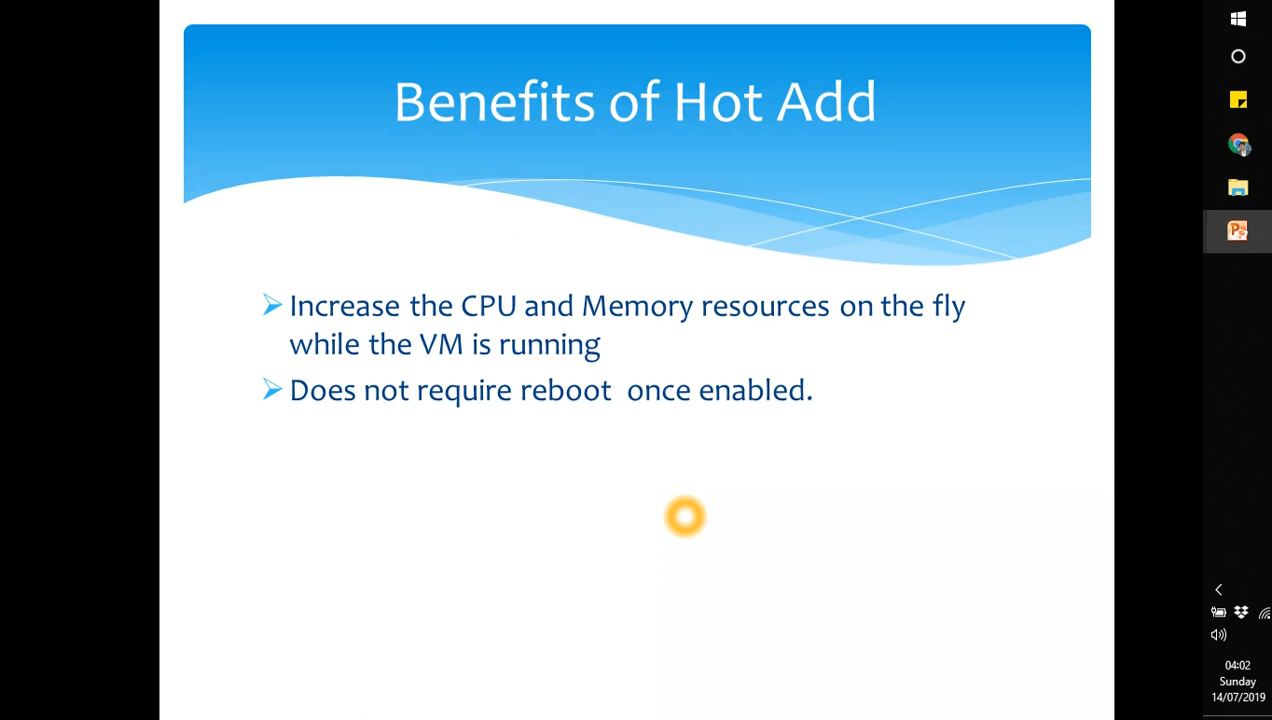 Benefits of Hot Add
Increase the CPU and Memory resources on the fly
while the VM is running
Does not require reboot once enabled.
04:02
Sunday
14/07/2019